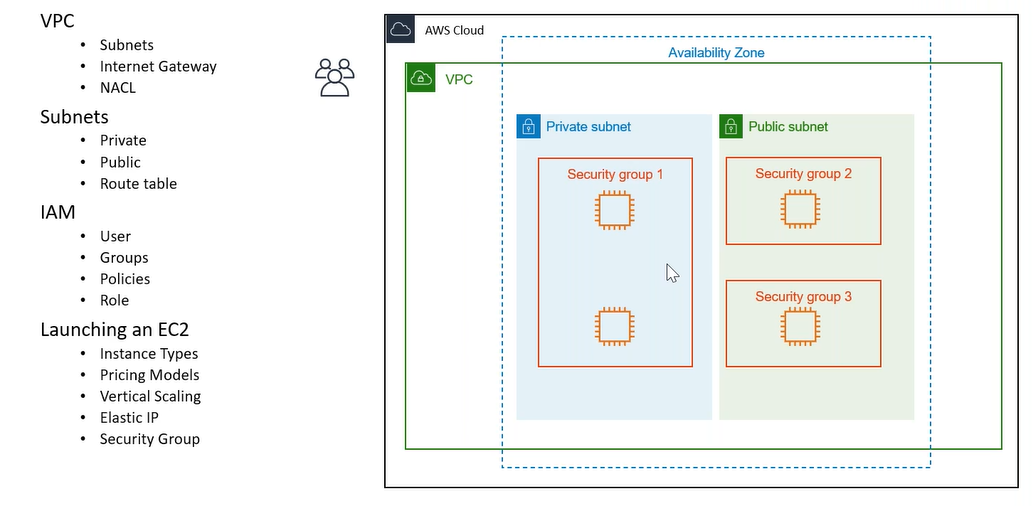 VPC
• Subnets
• Internet Gateway
• NACL
Subnets
• Private
• Public
• Route table
IAM
• User
• Groups
• Policies
• Role
Launching an EC2
• Instance Types
• Pricing Models
• Vertical Scaling
• Elastic IP
• Security Group
AWS Cloud
Availability Zone
VPC
Private subnet
Public subnet
Security group 1
Security group 2
Security group 3